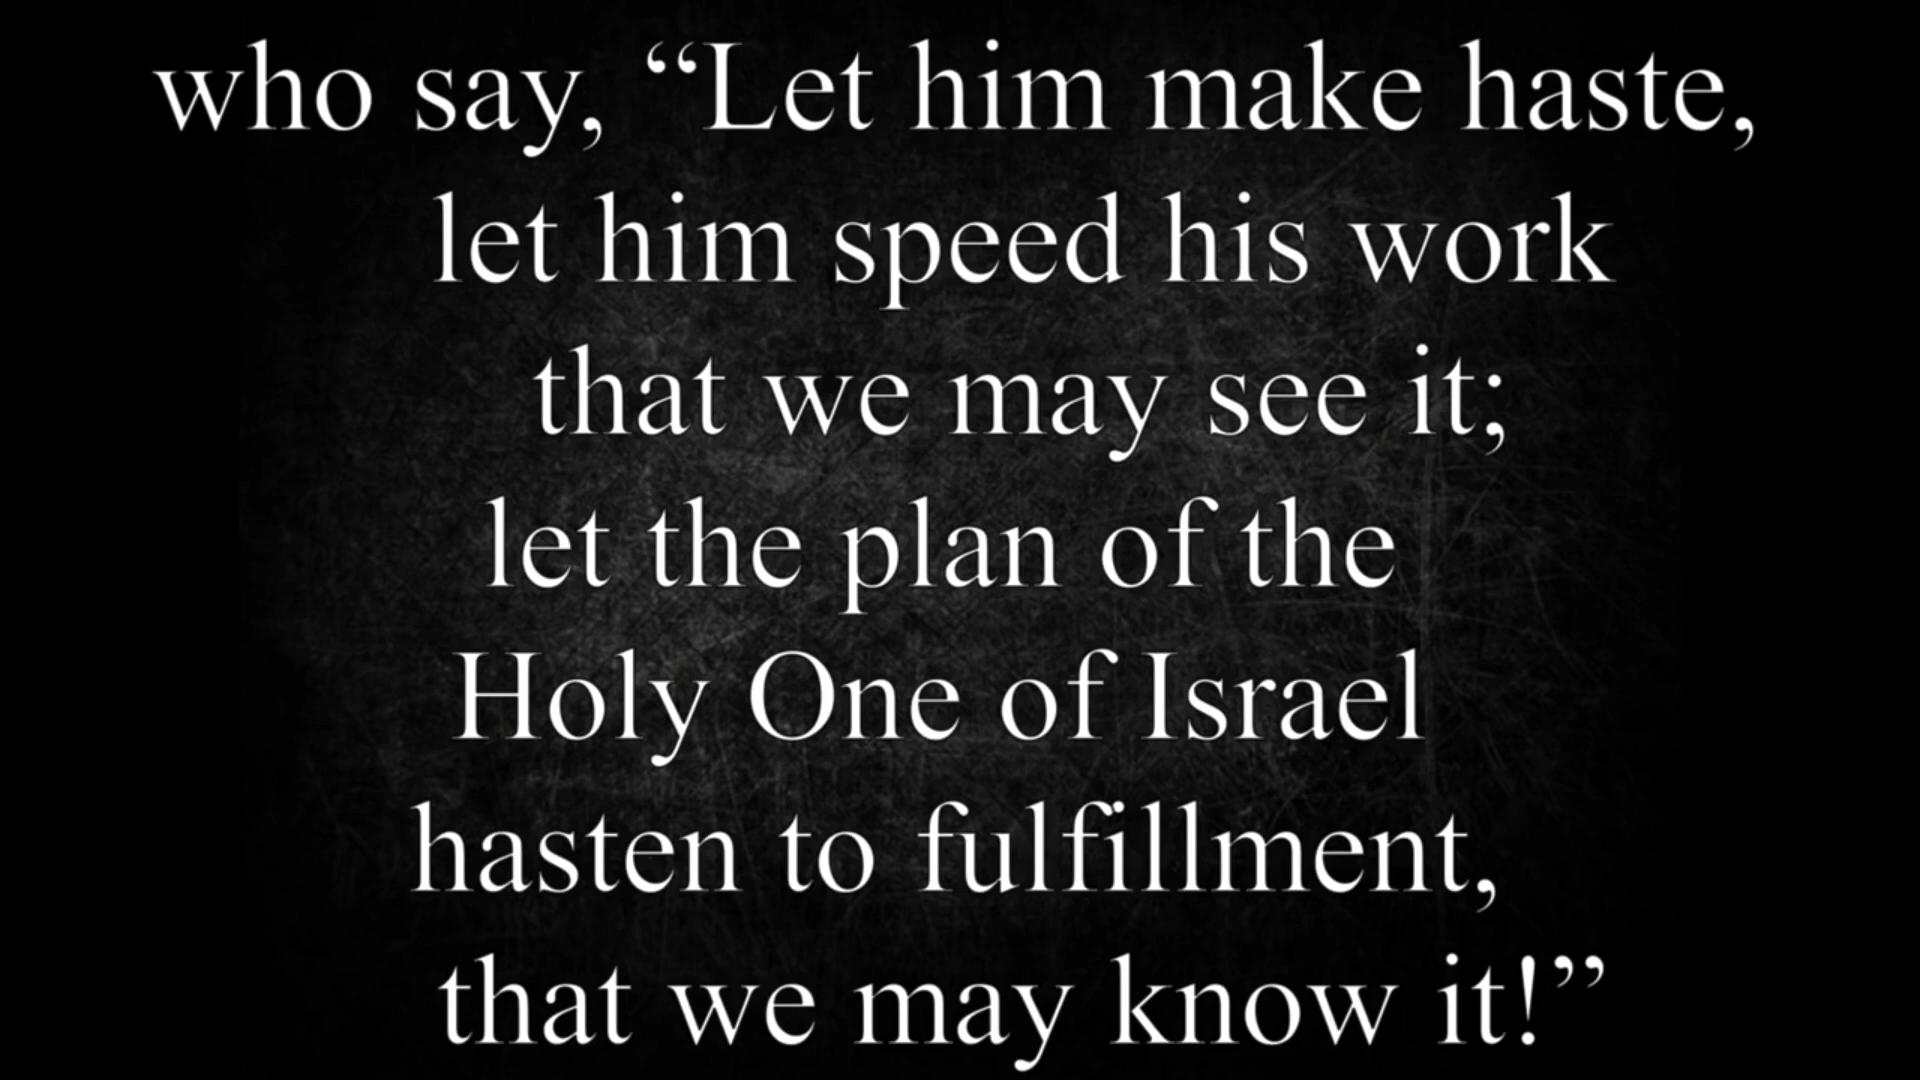 who say, “Let him make haste,
let him speed his work
that we may see it;
let the plan of the
Holy One of Israel
hasten to fulfillment,
that we may know it!”